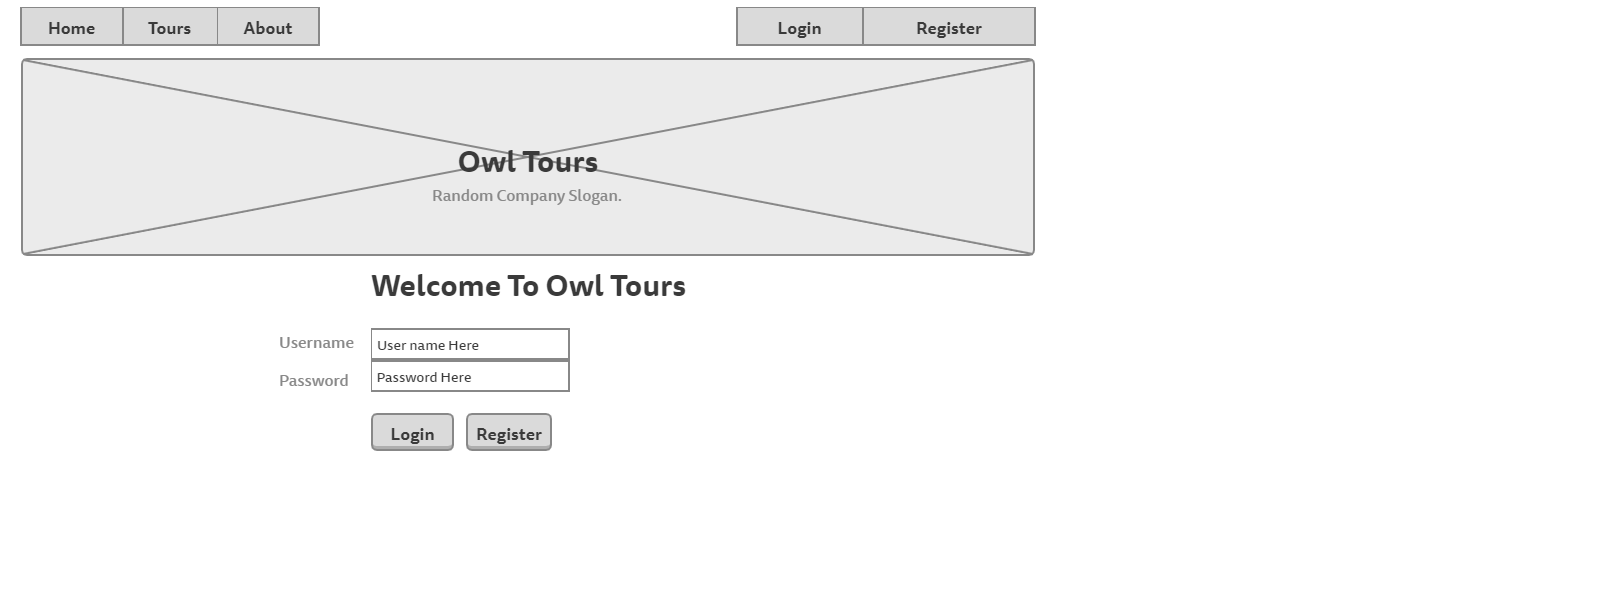 Home Tours About Login Register
Owl Tours
Random Company Slogan.
Welcome To Owl Tours
Username User name Here
Password Password Here
Login Register